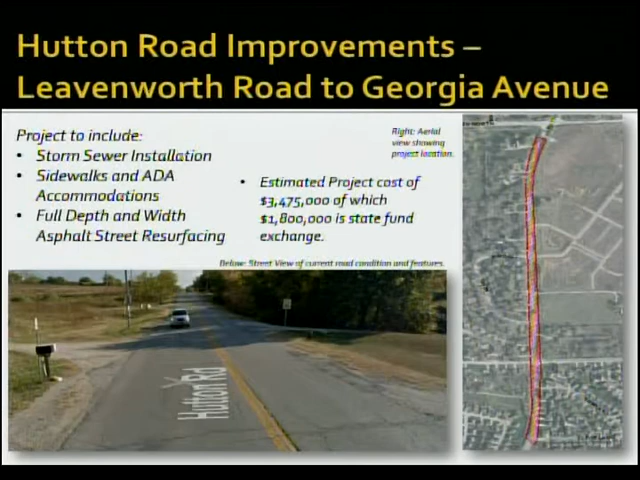 Hutton Road Improvements –
Leavenworth Road to Georgia Avenue
Project to include:
• Storm Sewer Installation
• Sidewalks and ADA
Accommodations
• Full Depth and Width
Asphalt Street Resurfacing
• Estimated Project cost of
$3,475,000 of which
$1,800,000 is state fund
exchange.
Right: Aerial
view showing
project location.
Below: Street View of current road condition and features.
Hutton Rd